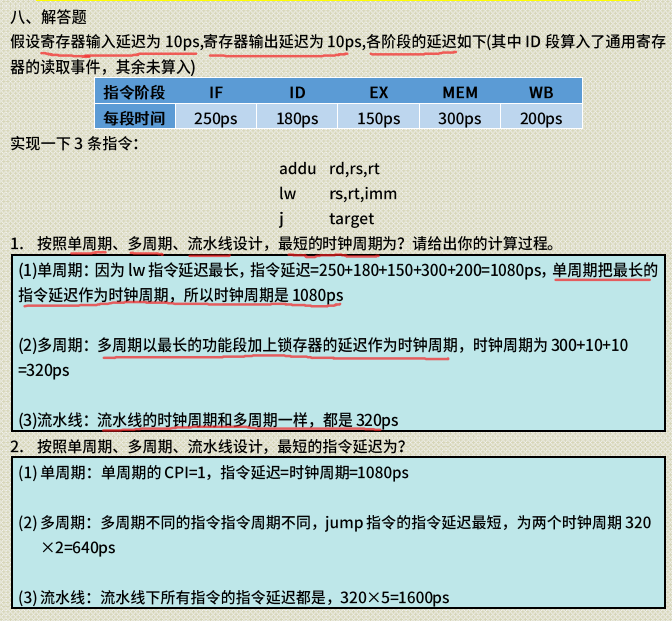 八、解答题
假设寄存器输入延迟为 10ps,寄存器输出延迟为 10ps,各阶段的延迟如下(其中 ID 段算入了通用寄存
器的读取事件，其余未算入)
指令阶段 IF ID EX MEM WB
每段时间 250ps 180ps 150ps 300ps 200ps
实现一下 3 条指令：
addu rd,rs,rt
lw rs,rt,imm
j target
1. 按照单周期、多周期、流水线设计，最短的时钟周期为？请给出你的计算过程。
(1)单周期：因为 lw 指令延迟最长，指令延迟=250+180+150+300+200=1080ps，单周期把最长的
指令延迟作为时钟周期，所以时钟周期是 1080ps
(2)多周期：多周期以最长的功能段加上锁存器的延迟作为时钟周期，时钟周期为 300+10+10
=320ps
(3)流水线：流水线的时钟周期和多周期一样，都是 320ps
2. 按照单周期、多周期、流水线设计，最短的指令延迟为？
(1) 单周期：单周期的 CPI=1，指令延迟=时钟周期=1080ps
(2) 多周期：多周期不同的指令指令周期不同，jump 指令的指令延迟最短，为两个时钟周期 320
×2=640ps
(3) 流水线：流水线下所有指令的指令延迟都是，320×5=1600ps